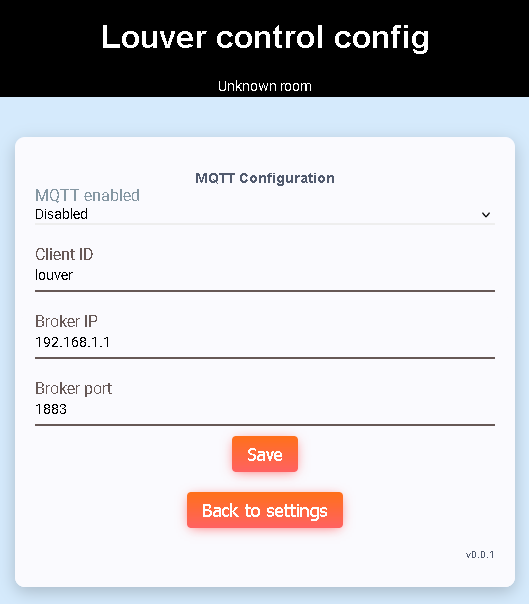 Louver control config
Unknown room
MQTT Configuration
MQTT enabled
Disabled
Client ID
louver
Broker IP
192.168.1.1
Broker port
1883
Save
Back to settings
v0.0.1